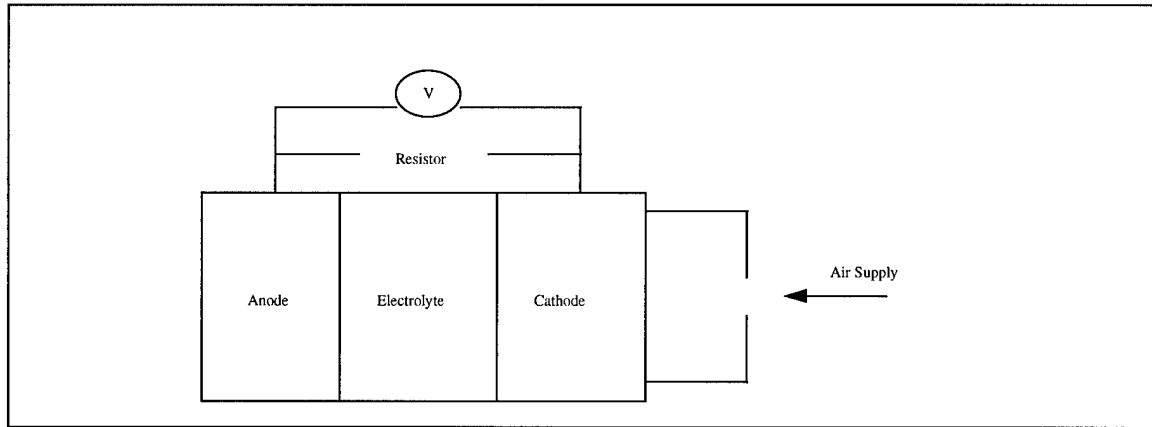 V
Resistor
Air Supply
Anode
Electrolyte
Cathode